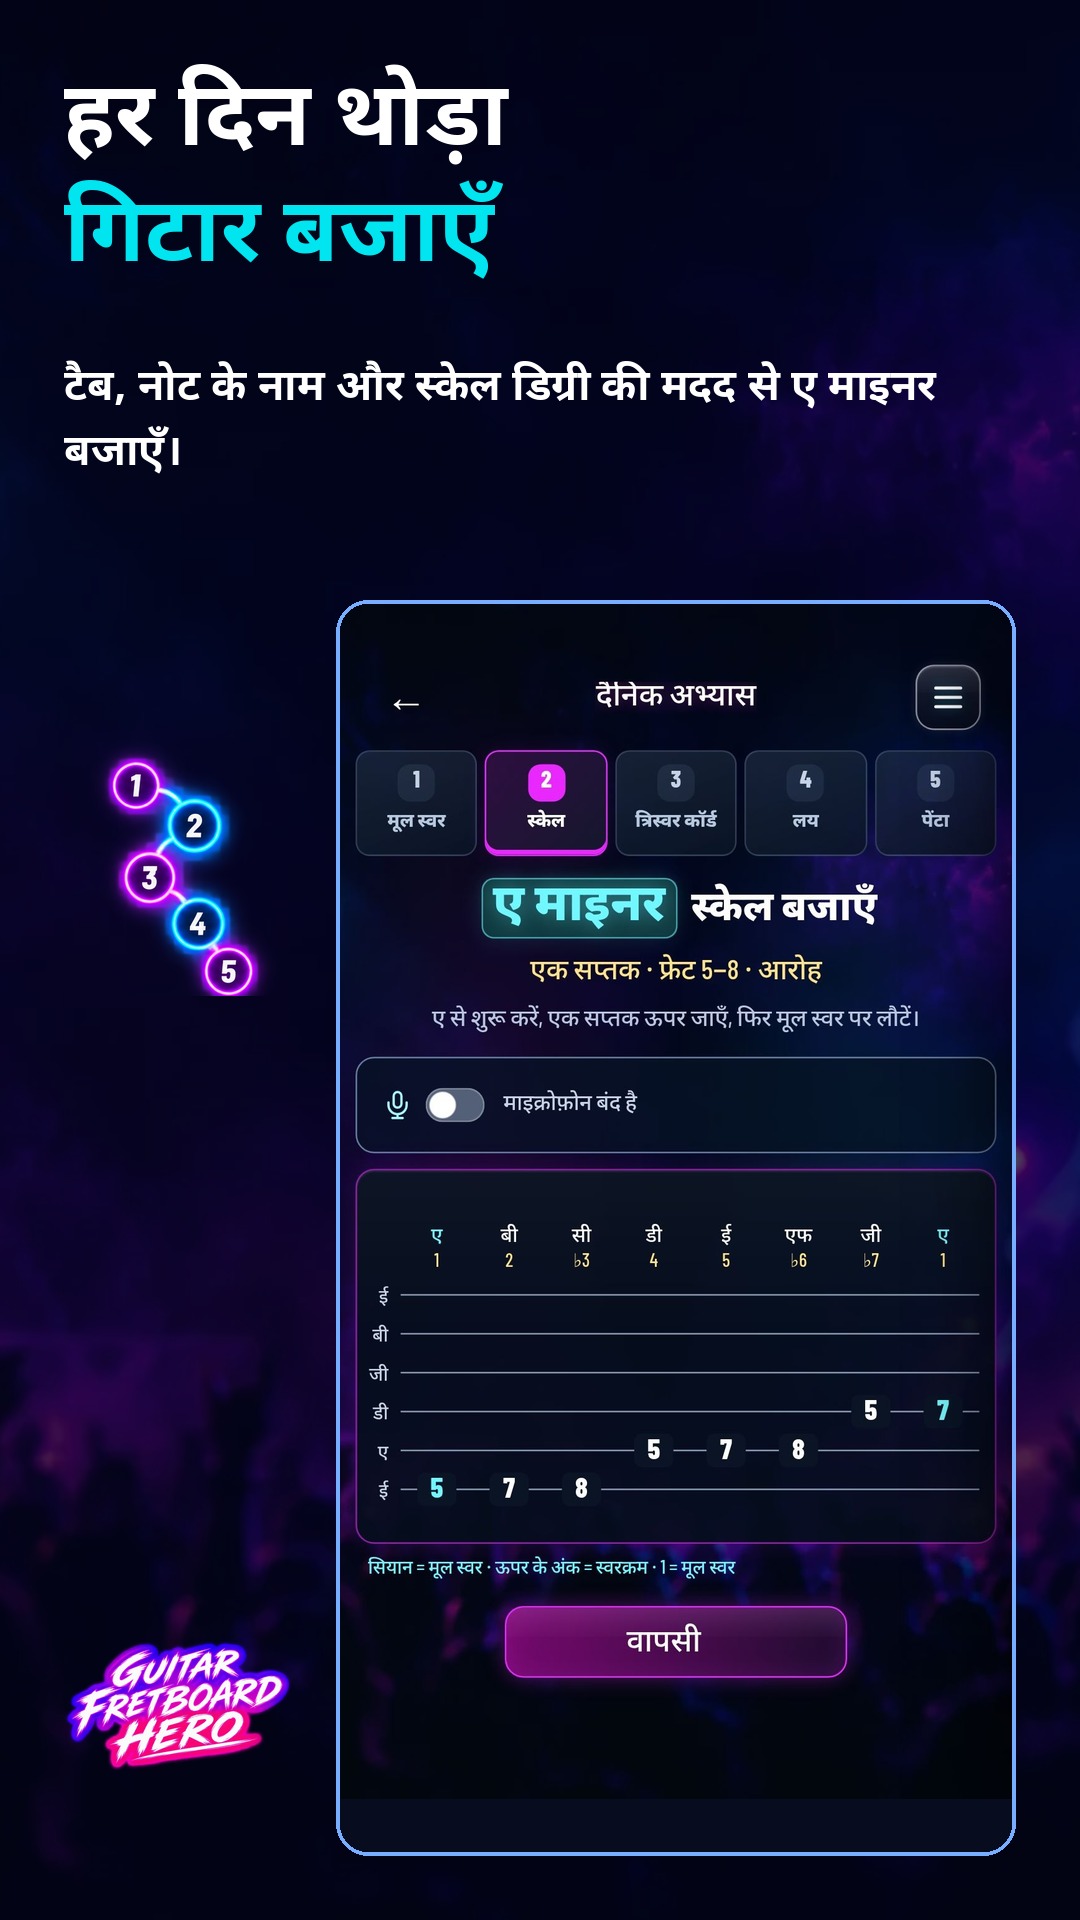 हर दिन थोड़ा
गिटार बजाएँ
टैब, नोट के नाम और स्केल डिग्री की मदद से ए माइनर
बजाएँ।
← दैनिक अभ्यास
1 2 3 4 5
मूल स्वर स्केल त्रिस्वर कॉर्ड लय पेंटा
1
2
3
4
5
ए माइनर स्केल बजाएँ
एक सप्तक · फ्रेट 5–8 · आरोह
ए से शुरू करें, एक सप्तक ऊपर जाएँ, फिर मूल स्वर पर लौटें।
माइक्रोफ़ोन बंद है
ए बी सी डी ई एफ जी ए
1 2 ♭3 4 5 ♭6 ♭7 1
ई
बी
जी
डी 5 7
ए 5 7 8
ई 5 7 8
सियान = मूल स्वर · ऊपर के अंक = स्वरक्रम · 1 = मूल स्वर
वापसी
GUITAR
FRETBOARD
HERO